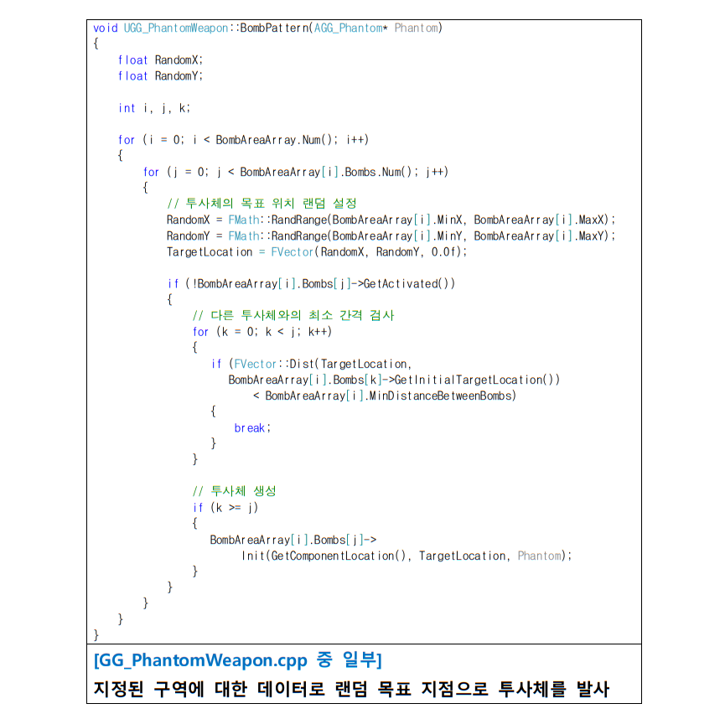 void UGG_PhantomWeapon::BombPattern(AGG_Phantom* Phantom)
{
float RandomX;
float RandomY;
int i, j, k;
for (i = 0; i < BombAreaArray.Num(); i++)
{
for (j = 0; j < BombAreaArray[i].Bombs.Num(); j++)
{
// 투사체의 목표 위치 랜덤 설정
RandomX = FMath::RandRange(BombAreaArray[i].MinX, BombAreaArray[i].MaxX);
RandomY = FMath::RandRange(BombAreaArray[i].MinY, BombAreaArray[i].MaxY);
TargetLocation = FVector(RandomX, RandomY, 0.0f);
if (!BombAreaArray[i].Bombs[j]->GetActivated())
{
// 다른 투사체와의 최소 간격 검사
for (k = 0; k < j; k++)
{
if (FVector::Dist(TargetLocation,
BombAreaArray[i].Bombs[k]->GetInitialTargetLocation())
< BombAreaArray[i].MinDistanceBetweenBombs)
{
break;
}
}
// 투사체 생성
if (k >= j)
{
BombAreaArray[i].Bombs[j]->
Init(GetComponentLocation(), TargetLocation, Phantom);
}
}
}
}
}
[GG_PhantomWeapon.cpp 중 일부]
지정된 구역에 대한 데이터로 랜덤 목표 지점으로 투사체를 발사